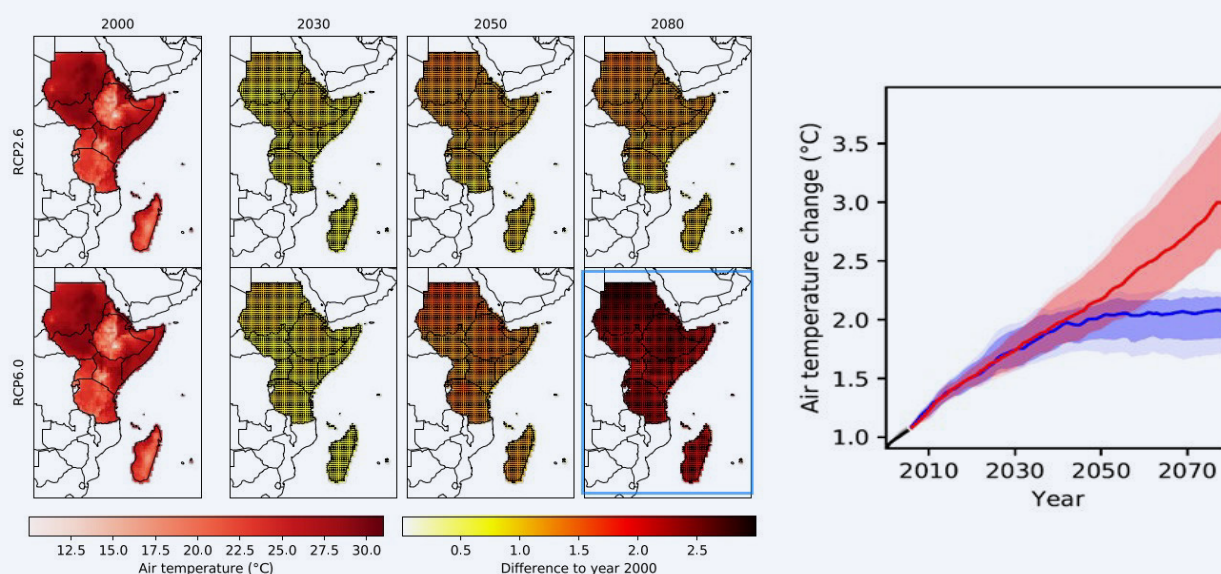 2000 2030 2050 2080
RCP2.6
RCP6.0
12.5 15.0 17.5 20.0 22.5 25.0 27.5 30.0
Air temperature (°C)
0.5 1.0 1.5 2.0 2.5
Difference to year 2000
Air temperature change (°C)
3.5
3.0
2.5
2.0
1.5
1.0
2010 2030 2050 2070
Year